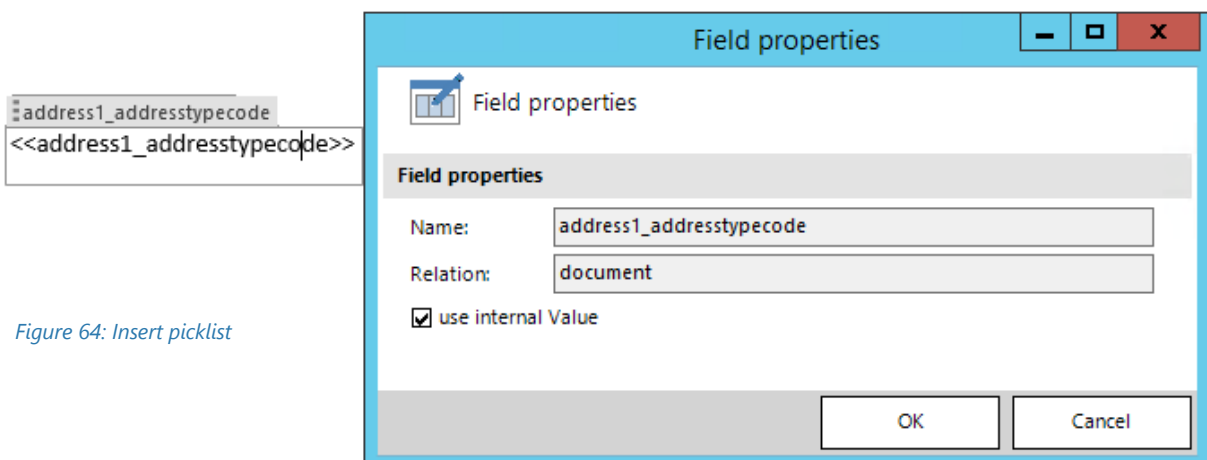 address1_addresstypecode
<<address1_addresstypecode>>
Figure 64: Insert picklist
Field properties
x
Field properties
Field properties
Name: address1_addresstypecode
Relation: document
use internal Value
OK Cancel